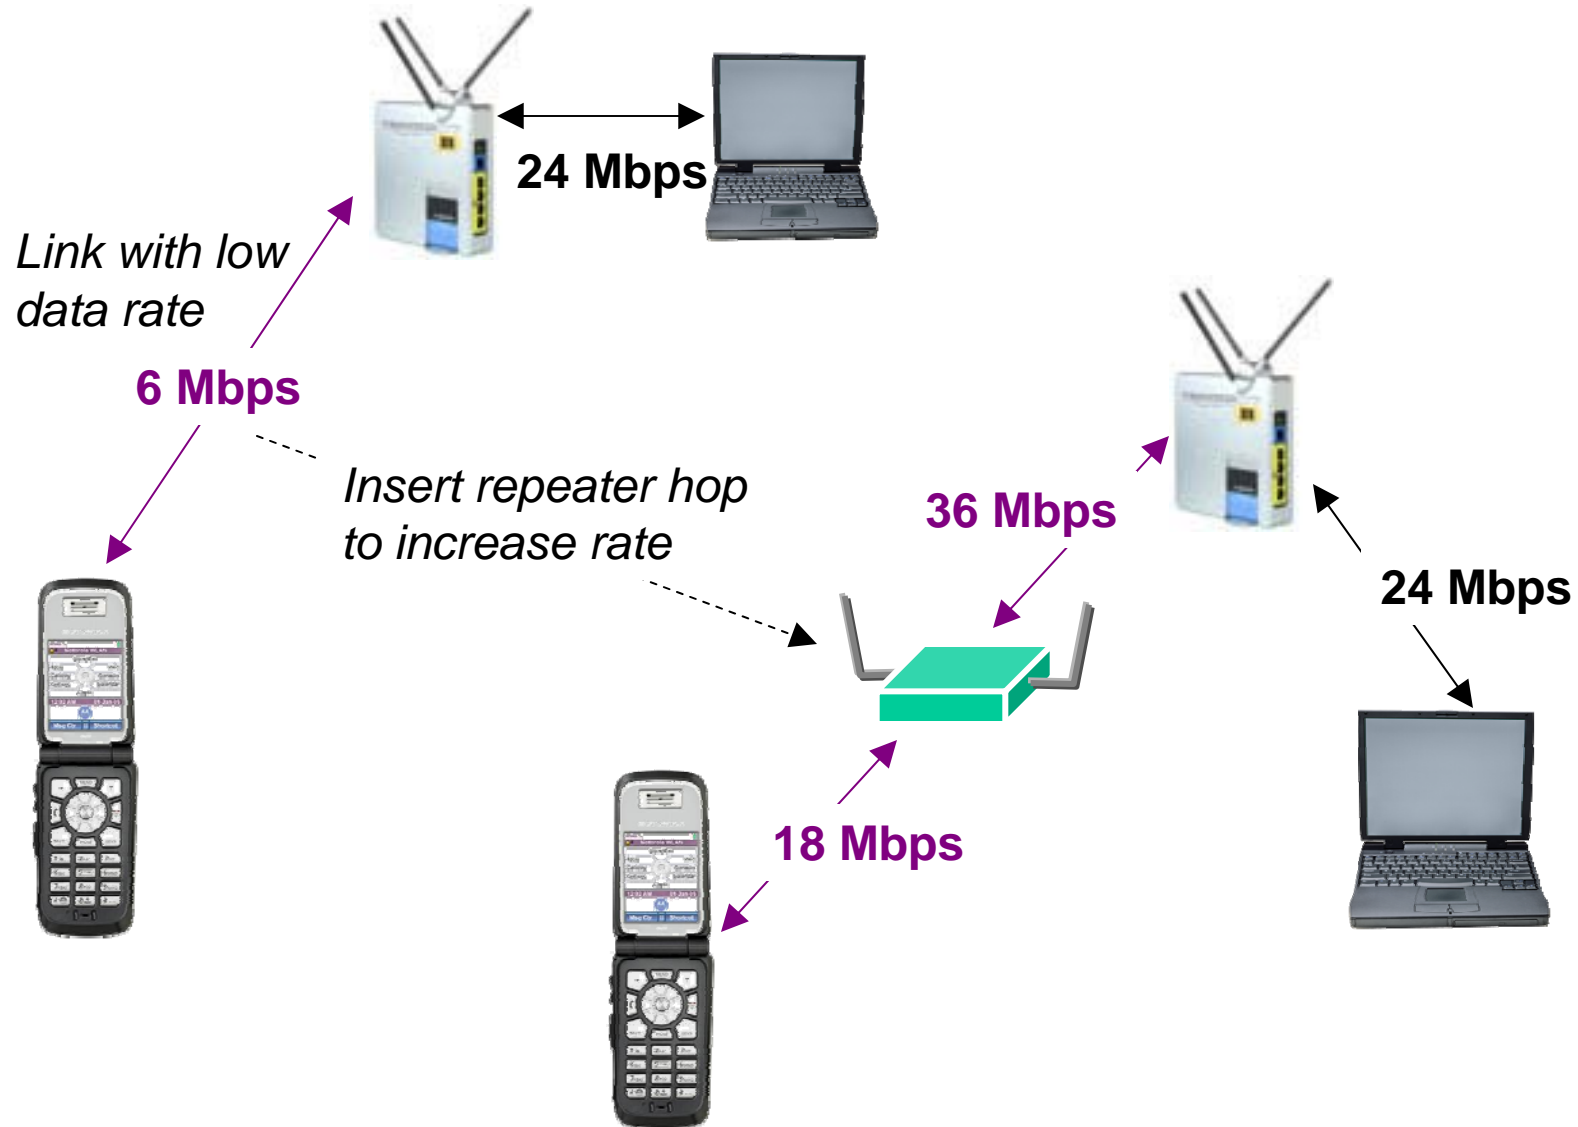 24 Mbps
Link with low
data rate
6 Mbps
Insert repeater hop
to increase rate
36 Mbps
24 Mbps
18 Mbps